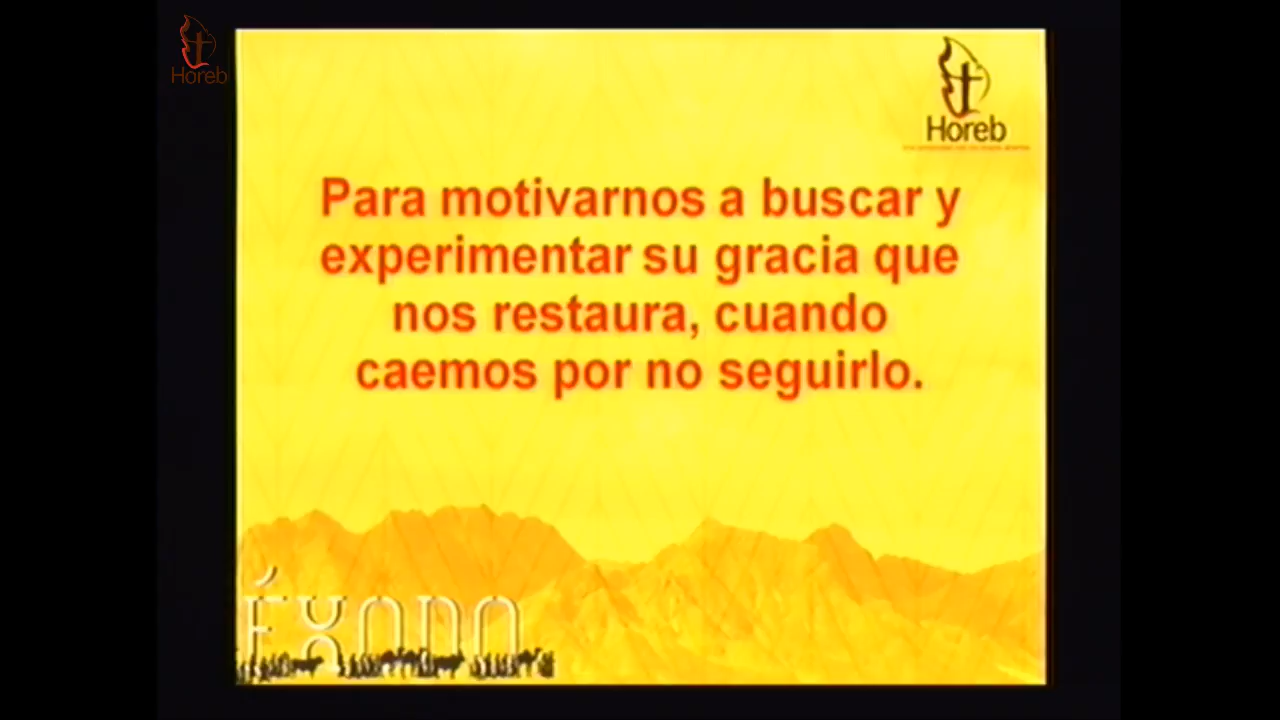 Horeb
Horeb
Para motivarnos a buscar y
experimentar su gracia que
nos restaura, cuando
caemos por no seguirlo.
ÉXODO